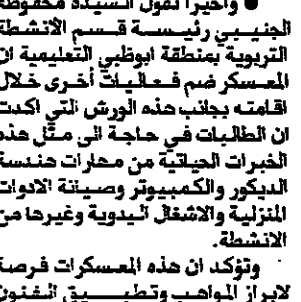 ● واخيرا تقول السيدة محفوظة
الجنيبي رئيسة قسم الأنشطة
التربوية بمنطقة ابوظبي التعليمية ان
المعسكر ضم فعاليات أخرى خلال
اقامته بجانب هذه الورش التي اكدت
ان الطالبات في حاجة الى مثل هذه
الخبرات الحياتية من مهارات هندسة
الديكور والكمبيوتر وصيانة الادوات
المنزلية والاشغال اليدوية وغيرها من
الانشطة.
وتؤكد ان هذه المعسكرات فرصة
لابراز المواهب وتطبيق الفنون